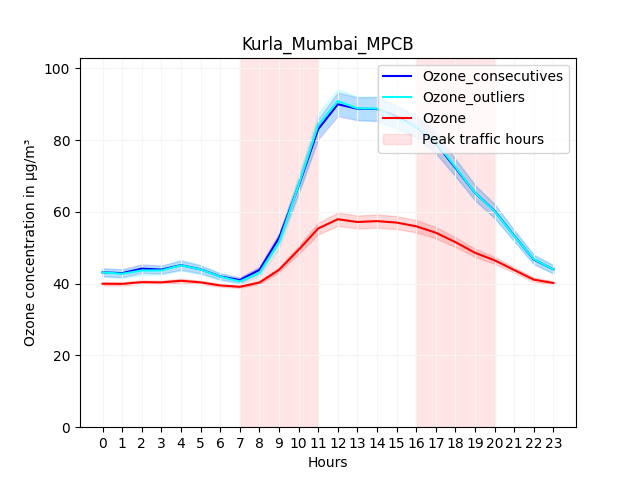 Kurla_Mumbai_MPCB
Ozone concentration in µg/m³
100
80
60
40
20
0
Ozone_consecutives
Ozone_outliers
Ozone
Peak traffic hours
0 1 2 3 4 5 6 7 8 9 10 11 12 13 14 15 16 17 18 19 20 21 22 23
Hours